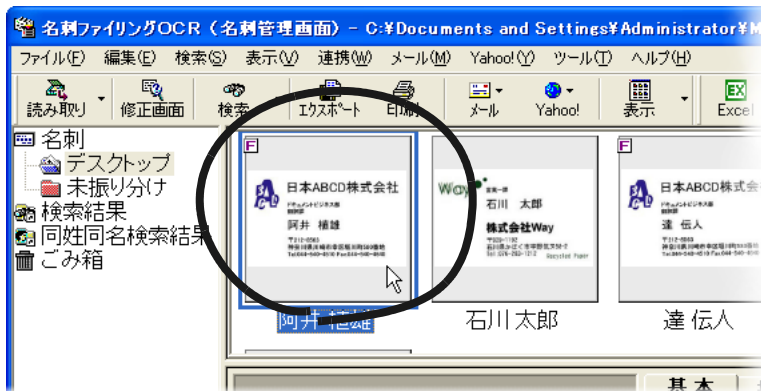 名刺ファイリングOCR（名刺管理画面） - C:¥Documents and Settings¥Administrator¥M
ファイル(F) 編集(E) 検索(S) 表示(V) 連携(W) メール(M) Yahoo!(Y) ツール(T) ヘルプ(H)
読み取り 修正画面 検索 エクスポート 印刷 メール Yahoo! 表示 Excel
名刺
デスクトップ
未振り分け
検索結果
同姓同名検索結果
ごみ箱
F
日本ABCD株式会社
阿井 植雄
阿井 植雄
Way
石川 太郎
株式会社Way
Recycled Paper
石川 太郎
F
日本ABCD株式会
達 伝人
達 伝人
基本